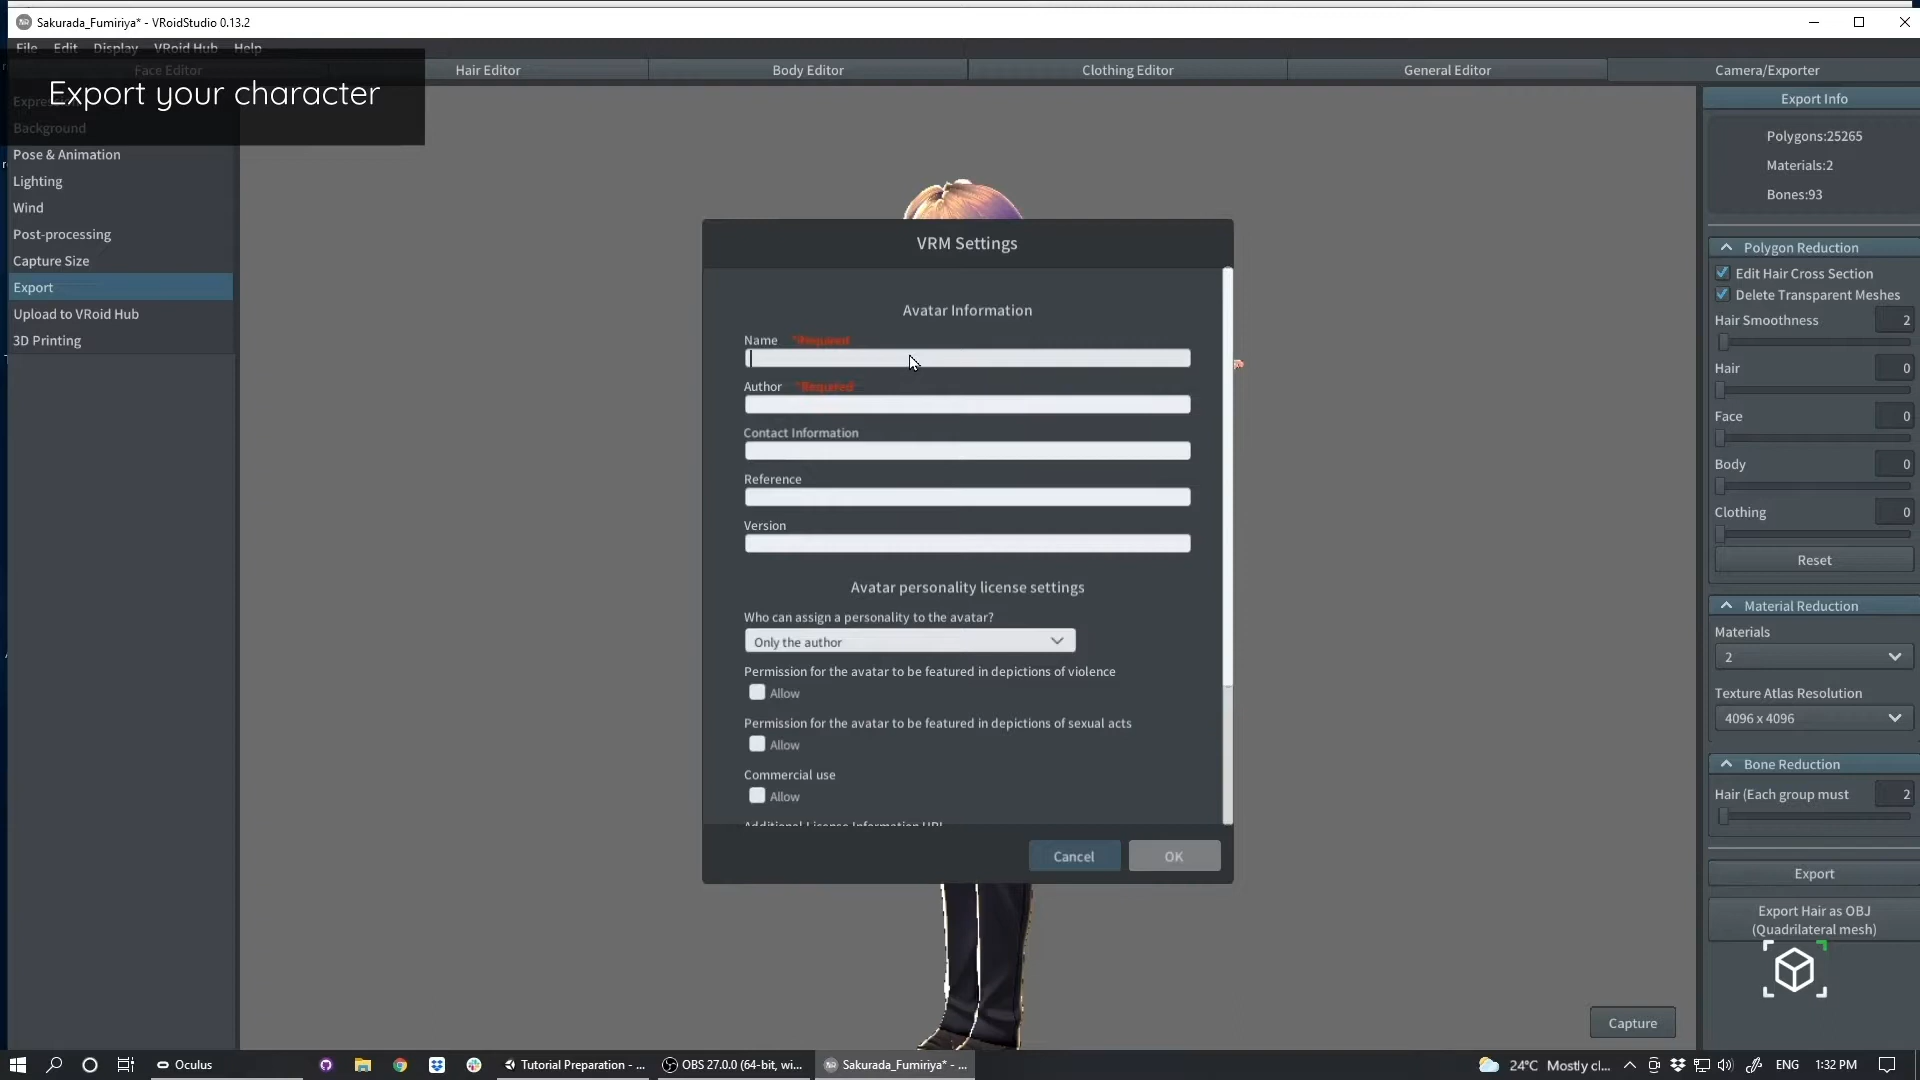 Sakurada_Fumiriya* - VRoidStudio 0.13.2
File Edit Display VRoid Hub Help
Face Editor Hair Editor Body Editor Clothing Editor General Editor Camera/Exporter
Export your character
Background
Pose & Animation
Lighting
Wind
Post-processing
Capture Size
Export
Upload to VRoid Hub
3D Printing
VRM Settings
Avatar Information
Name *Required
Author *Required
Contact Information
Reference
Version
Avatar personality license settings
Who can assign a personality to the avatar?
Only the author
Permission for the avatar to be featured in depictions of violence
Allow
Permission for the avatar to be featured in depictions of sexual acts
Allow
Commercial use
Allow
Additional License Information URL
Cancel OK
Export Info
Polygons:25265
Materials:2
Bones:93
Polygon Reduction
Edit Hair Cross Section
Delete Transparent Meshes
Hair Smoothness 2
Hair 0
Face 0
Body 0
Clothing 0
Reset
Material Reduction
Materials
2
Texture Atlas Resolution
4096 x 4096
Bone Reduction
Hair (Each group must 2
Export
Export Hair as OBJ
(Quadrilateral mesh)
Capture
Oculus
Tutorial Preparation - ...
OBS 27.0.0 (64-bit, wi...
Sakurada_Fumiriya* - ...
24°C Mostly cl...
ENG
1:32 PM